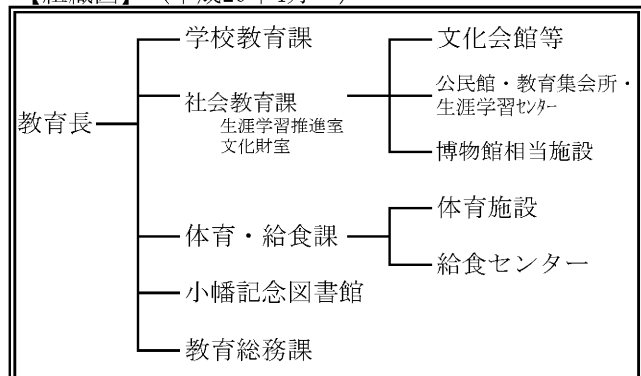 学校教育課
文化会館等
社会教育課
生涯学習推進室
文化財室
公民館・教育集会所・
生涯学習センター
教育長
博物館相当施設
体育・給食課
体育施設
給食センター
小幡記念図書館
教育総務課